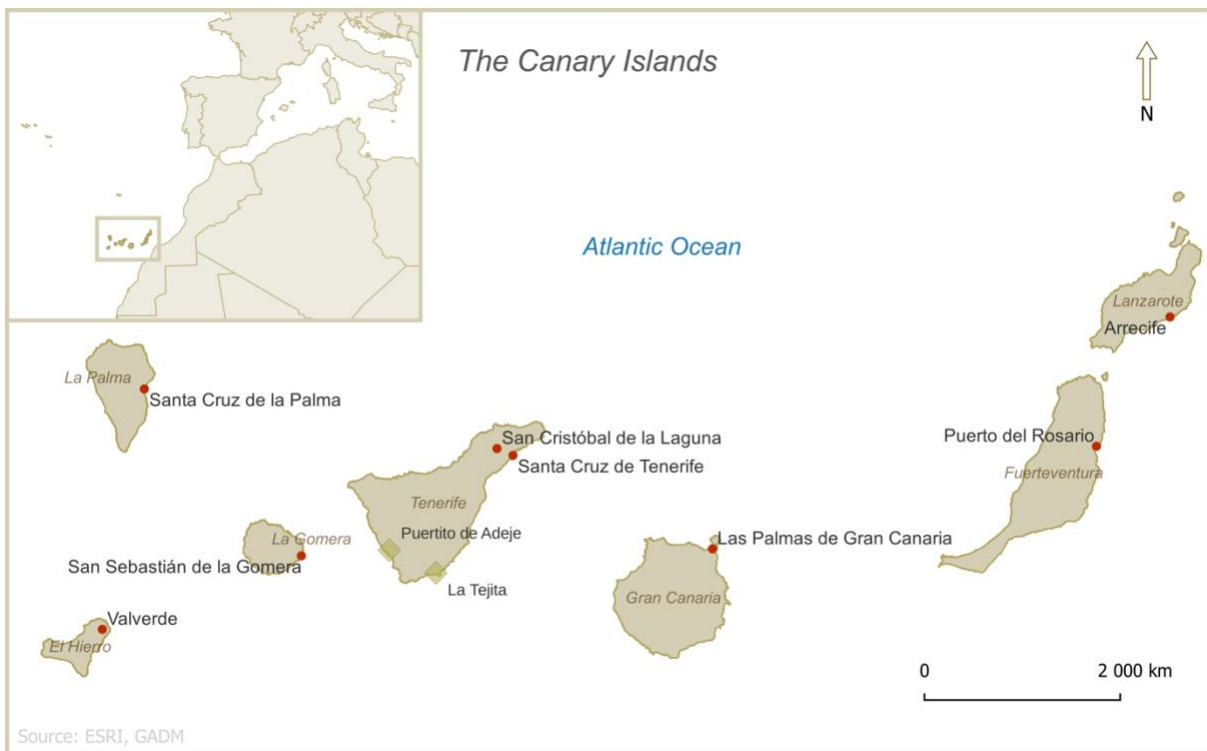 The Canary Islands
N
Atlantic Ocean
Lanzarote
Arrecife
La Palma
Santa Cruz de la Palma
San Cristóbal de la Laguna
Santa Cruz de Tenerife
Puerto del Rosario
Fuerteventura
Tenerife
Puertito de Adeje
La Gomera
San Sebastián de la Gomera
La Tejita
Las Palmas de Gran Canaria
Gran Canaria
Valverde
El Hierro
0 2 000 km
Source: ESRI, GADM